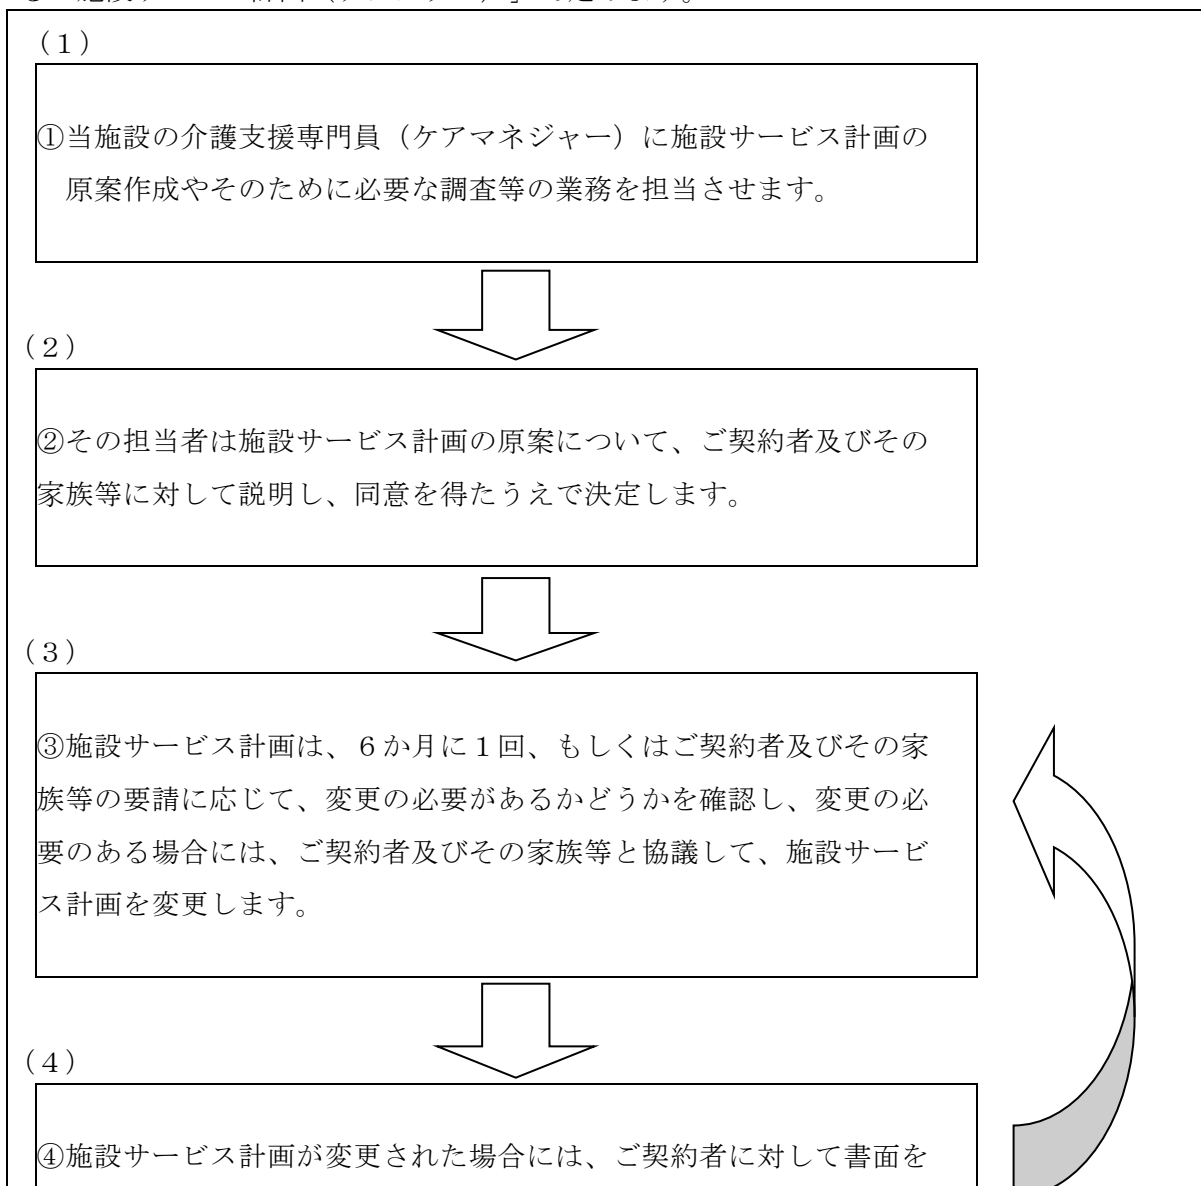 （１）
①当施設の介護支援専門員（ケアマネジャー）に施設サービス計画の
原案作成やそのために必要な調査等の業務を担当させます。
（２）
②その担当者は施設サービス計画の原案について、ご契約者及びその
家族等に対して説明し、同意を得たうえで決定します。
（３）
③施設サービス計画は、６か月に１回、もしくはご契約者及びその家
族等の要請に応じて、変更の必要があるかどうかを確認し、変更の必
要のある場合には、ご契約者及びその家族等と協議して、施設サービ
ス計画を変更します。
（４）
④施設サービス計画が変更された場合には、ご契約者に対して書面を